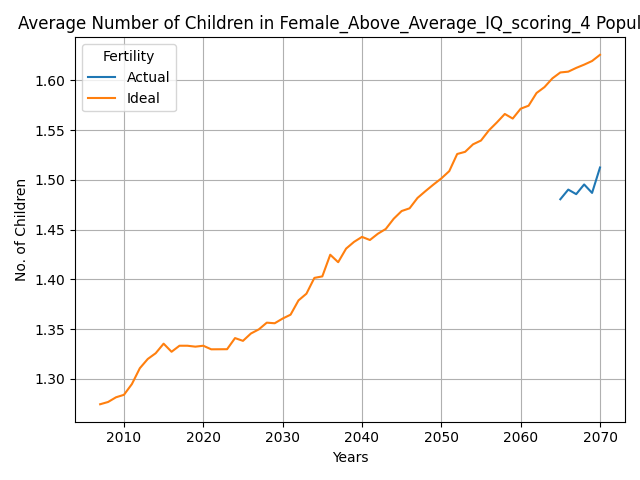 Average Number of Children in Female_Above_Average_IQ_scoring_4 Popul
Fertility
Actual
Ideal
No. of Children
1.60
1.55
1.50
1.45
1.40
1.35
1.30
2010 2020 2030 2040 2050 2060 2070
Years